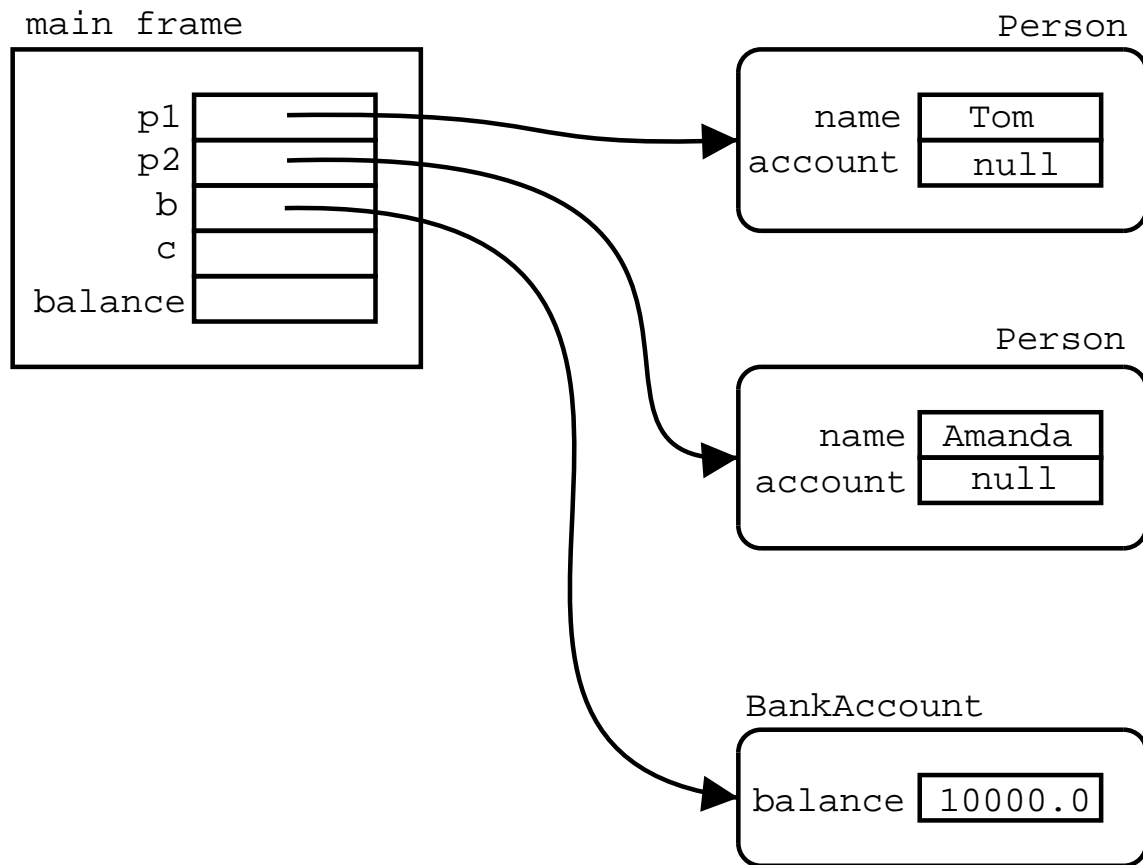 main frame
p1
p2
b
c
balance
Person
name Tom
account null
Person
name Amanda
account null
BankAccount
balance 10000.0